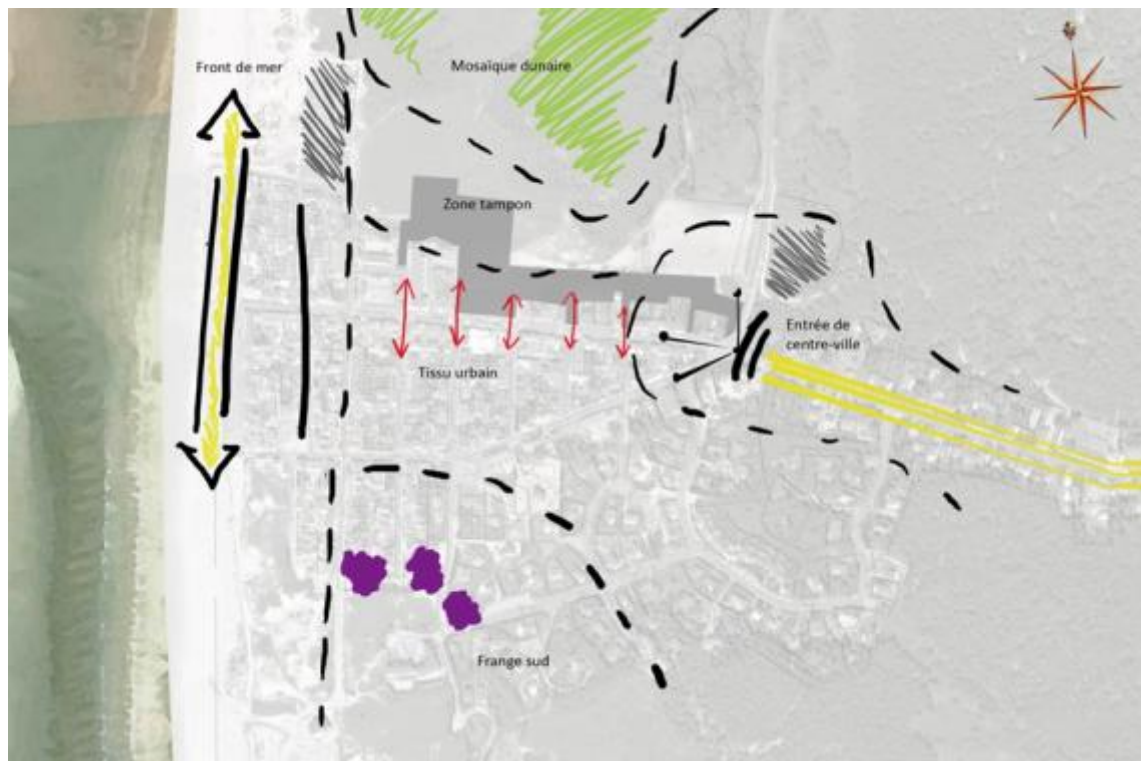 Front de mer
Mosaïque dunaire
Zone tampon
Entrée de
centre-ville
Tissu urbain
Frange sud